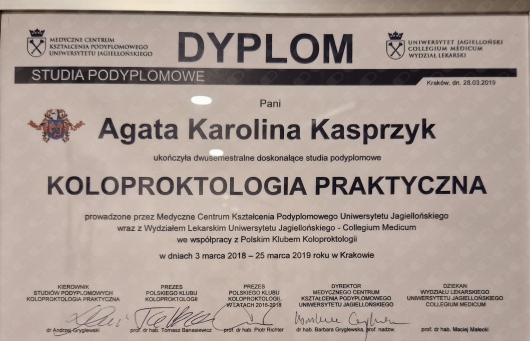 MEDYCZNE CENTRUM
KSZTAŁCENIA PODYPLOMOWEGO
UNIWERSYTETU JAGIELLOŃSKIEGO
DYPLOM
UNIWERSYTET JAGIELLOŃSKI
COLLEGIUM MEDICUM
WYDZIAŁ LEKARSKI
STUDIA PODYPLOMOWE
Kraków, dn. 28.03.2019
Pani
Agata Karolina Kasprzyk
ukończyła dwusemestralne doskonalące studia podyplomowe
KOLOPROKTOLOGIA PRAKTYCZNA
prowadzone przez Medyczne Centrum Kształcenia Podyplomowego Uniwersytetu Jagiellońskiego
wraz z Wydziałem Lekarskim Uniwersytetu Jagiellońskiego - Collegium Medicum
we współpracy z Polskim Klubem Koloproktologii
w dniach 3 marca 2018 – 25 marca 2019 roku w Krakowie
KIEROWNIK
STUDIÓW PODYPLOMOWYCH
KOLOPROKTOLOGIA PRAKTYCZNA
dr Andrzej Gryglewski
PREZES
POLSKIEGO KLUBU
KOLOPROKTOLOGII
prof dr hab. Tomasz Banasiewicz
PREZES
POLSKIEGO KLUBU
KOLOPROKTOLOGII
W LATACH 2016-2018
prof dr hab. Piotr Richter
DYREKTOR
MEDYCZNEGO CENTRUM
KSZTAŁCENIA PODYPLOMOWEGO
UNIWERSYTETU JAGIELLOŃSKIEGO
dr hab. Barbara Gryglewska, prof. nadzw.
DZIEKAN
WYDZIAŁU LEKARSKIEGO
UNIWERSYTETU JAGIELLOŃSKIEGO
COLLEGIUM MEDICUM
prof. dr hab. Maciej Małecki